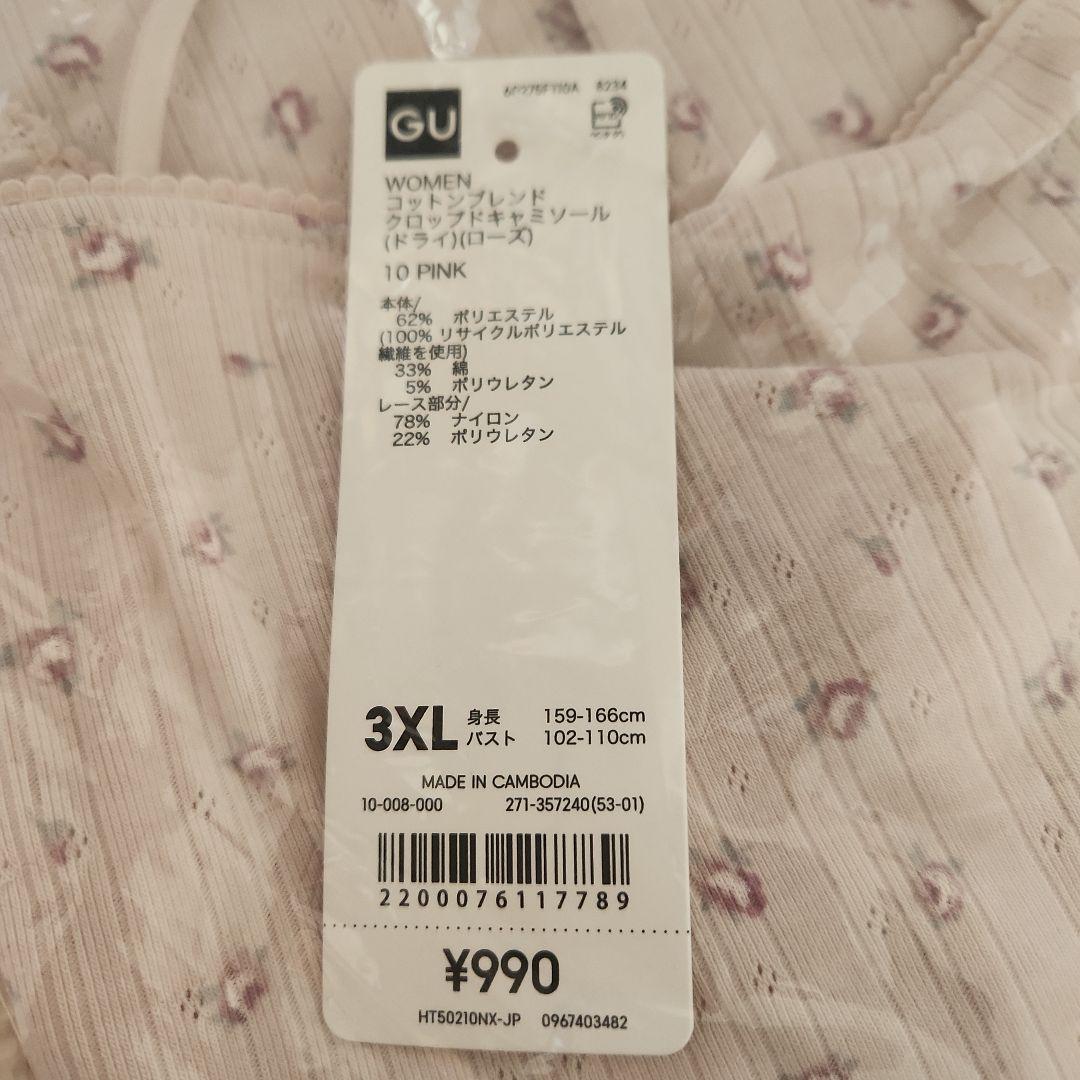 GU
8234
WOMEN
コットンブレンド
クロップドキャミソール
(ドライ)(ローズ)
10 PINK
本体/
62% ポリエステル
(100% リサイクルポリエステル
繊維を使用)
33% 綿
5% ポリウレタン
レース部分/
78% ナイロン
22% ポリウレタン
3XL 身長 159-166cm
バスト 102-110cm
MADE IN CAMBODIA
10-008-000 271-357240(53-01)
2200076117789
¥990
HT50210NX-JP 0967403482